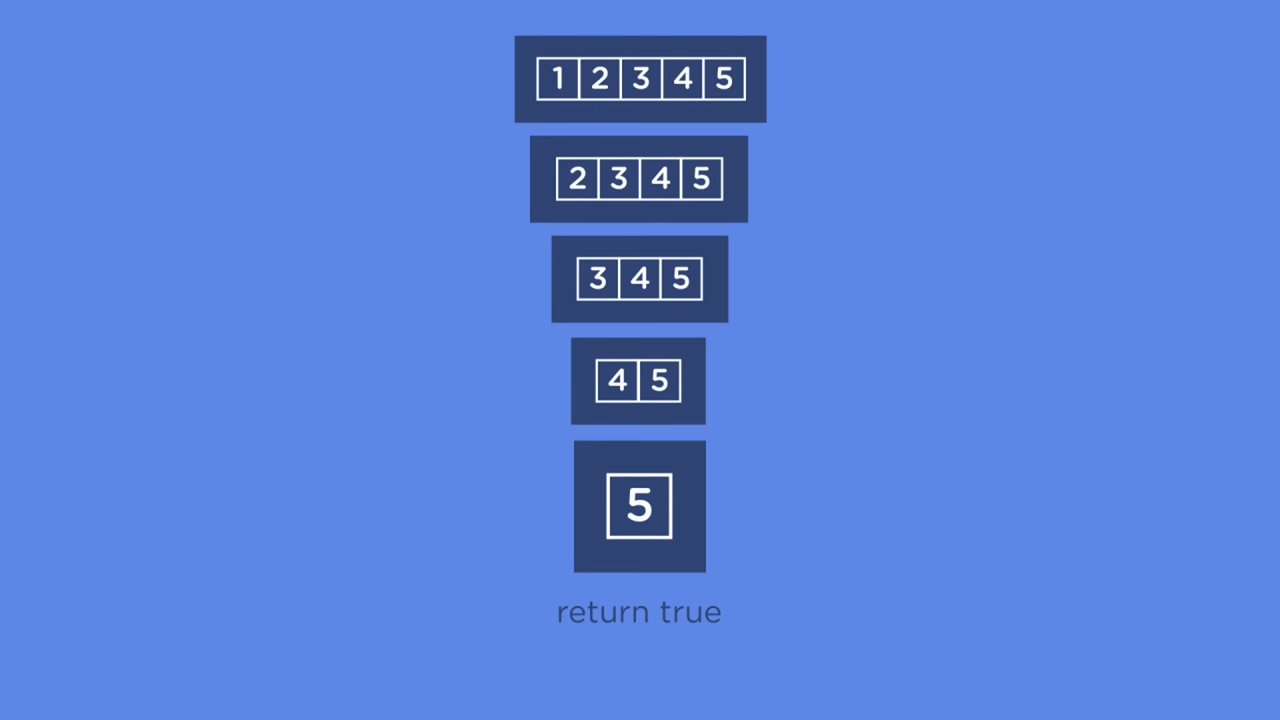 1 2 3 4 5
2 3 4 5
3 4 5
4 5
5
return true